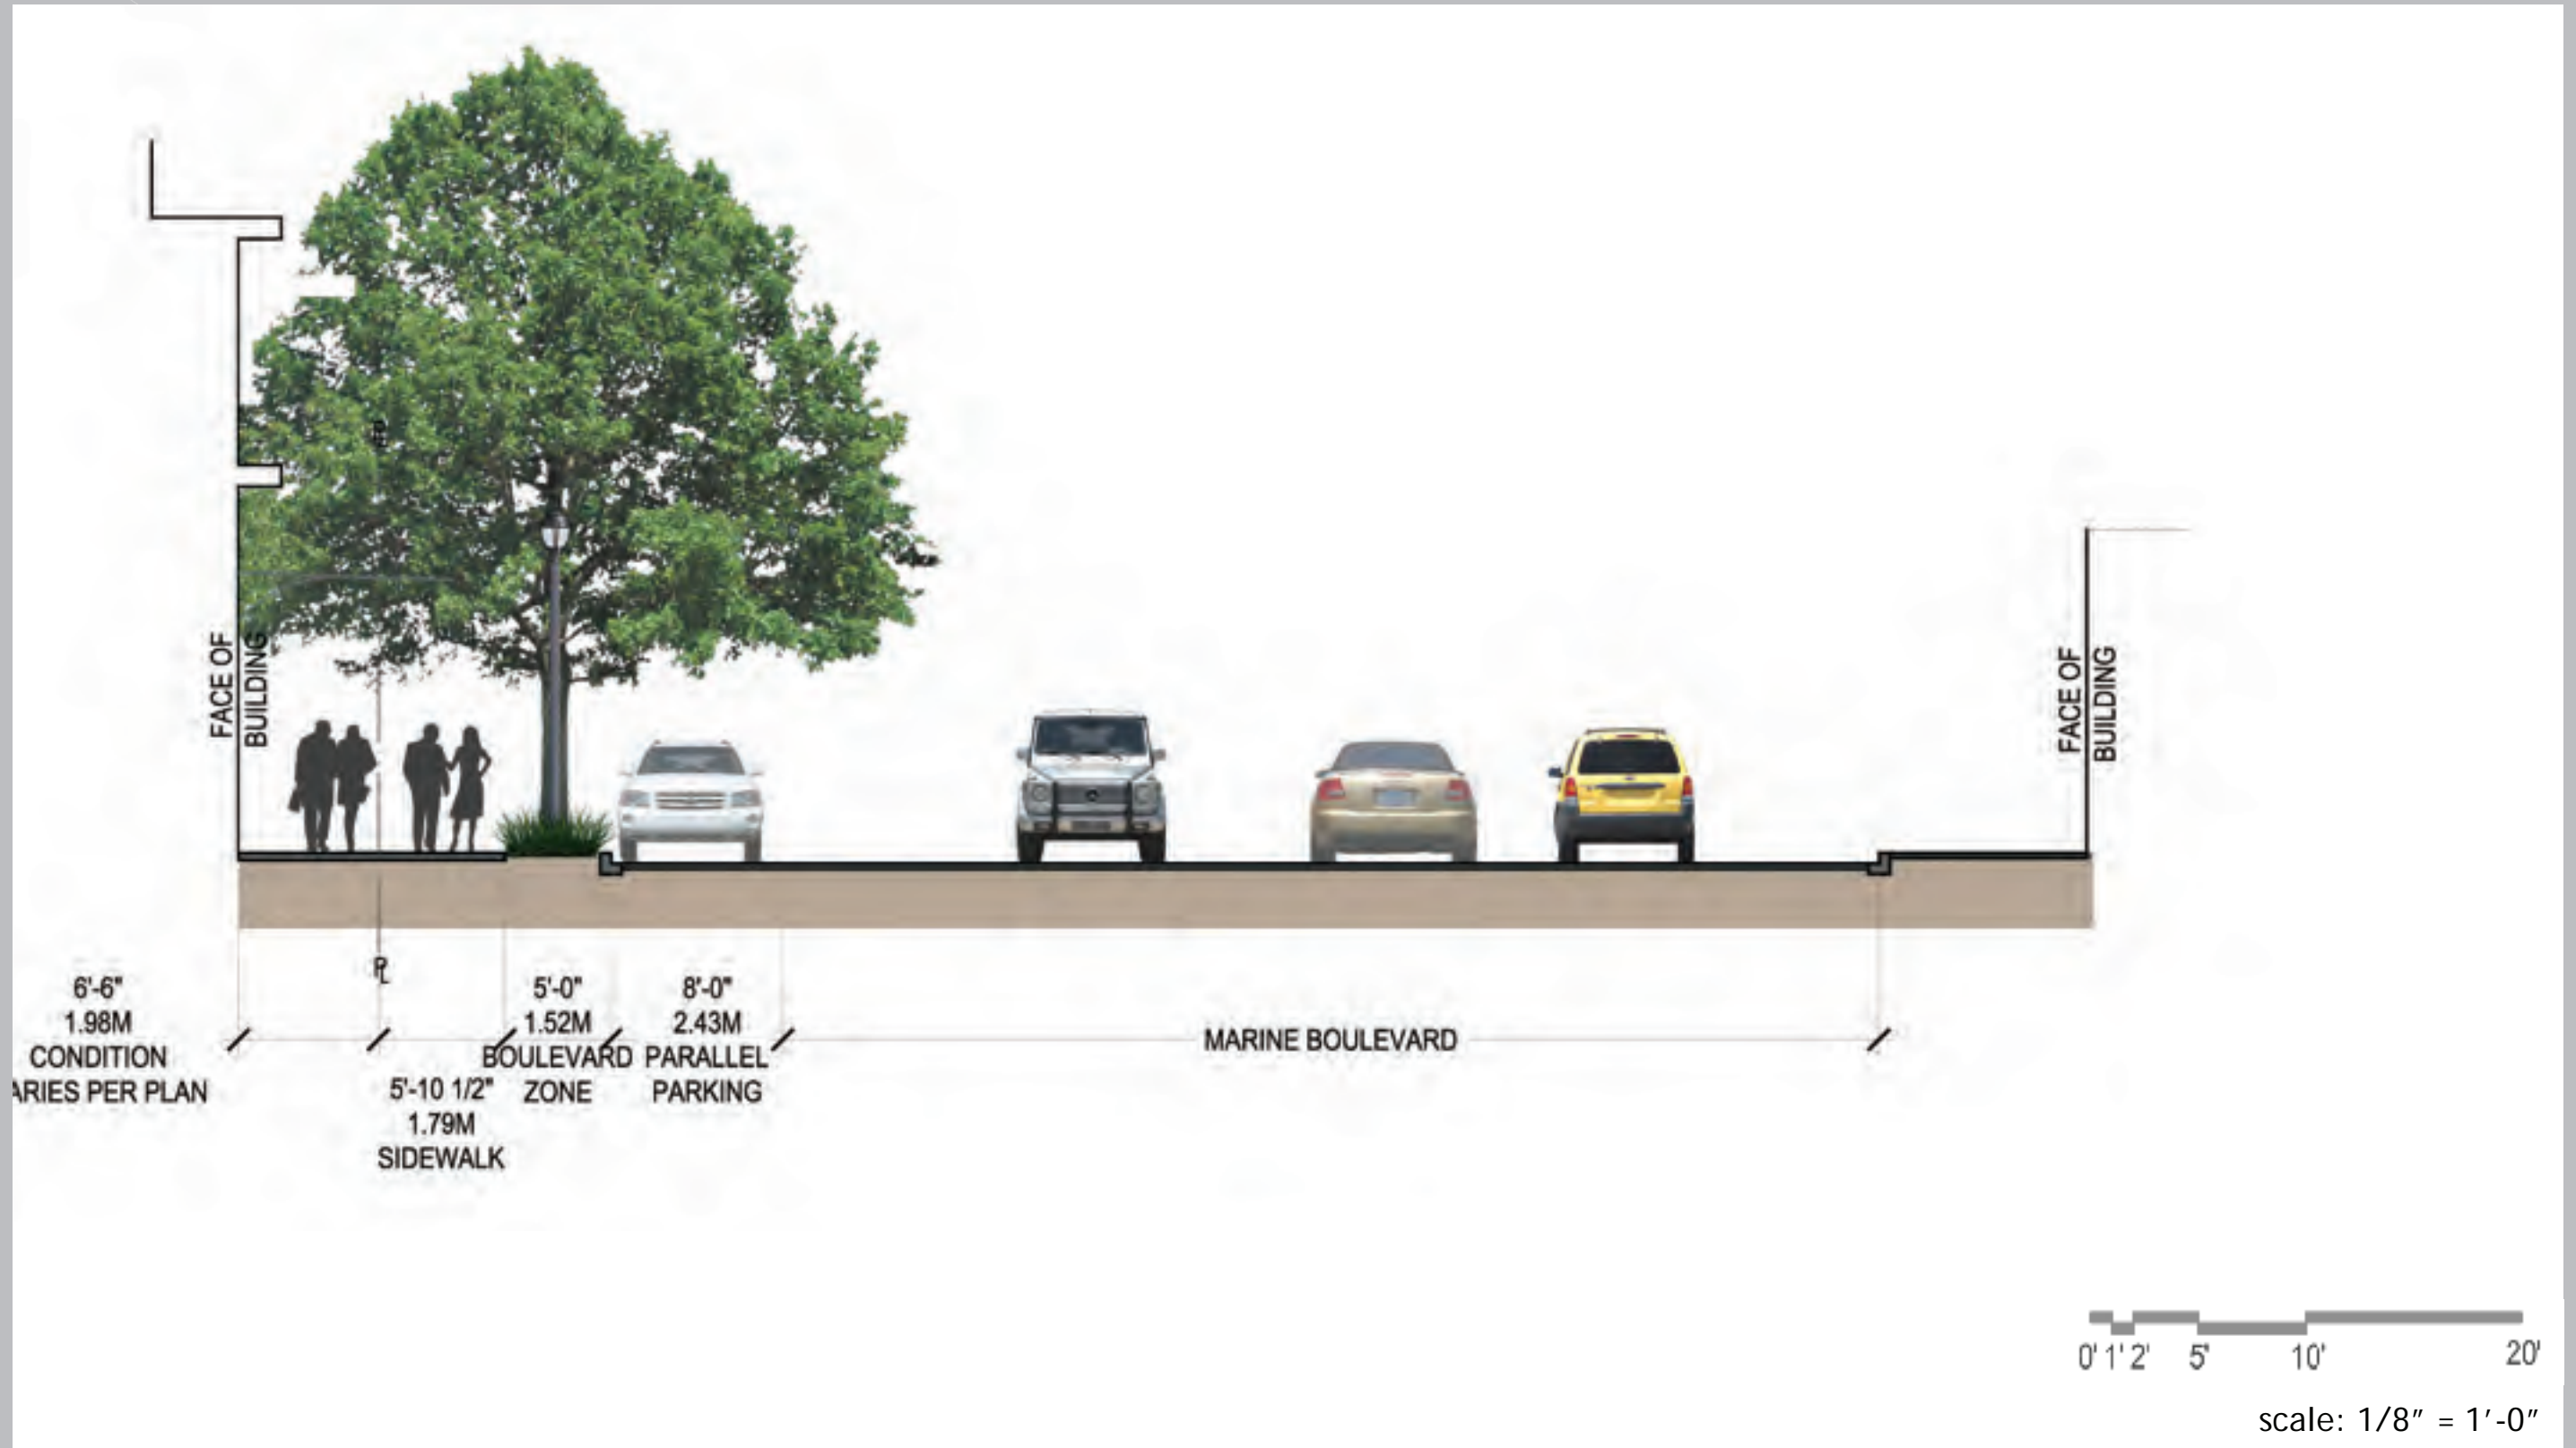 FACE OF
BUILDING
FACE OF
BUILDING
PL
6'-6"
1.98M
CONDITION
ARIES PER PLAN
5'-10 1/2"
1.79M
SIDEWALK
5'-0"
1.52M
BOULEVARD
ZONE
8'-0"
2.43M
PARALLEL
PARKING
MARINE BOULEVARD
0' 1' 2' 5' 10' 20'
scale: 1/8" = 1'-0"